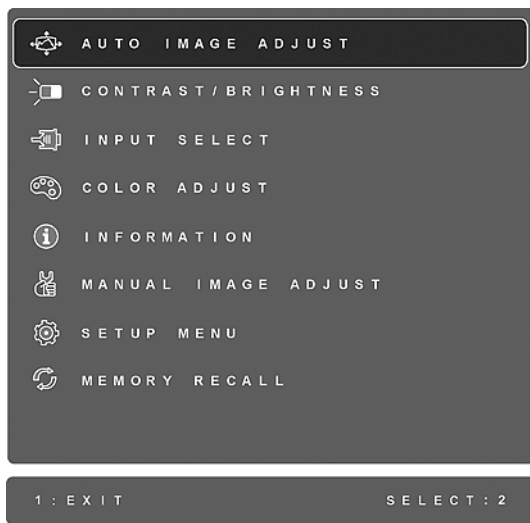 AUTO IMAGE ADJUST
CONTRAST/BRIGHTNESS
INPUT SELECT
COLOR ADJUST
INFORMATION
MANUAL IMAGE ADJUST
SETUP MENU
MEMORY RECALL
1:EXIT SELECT:2